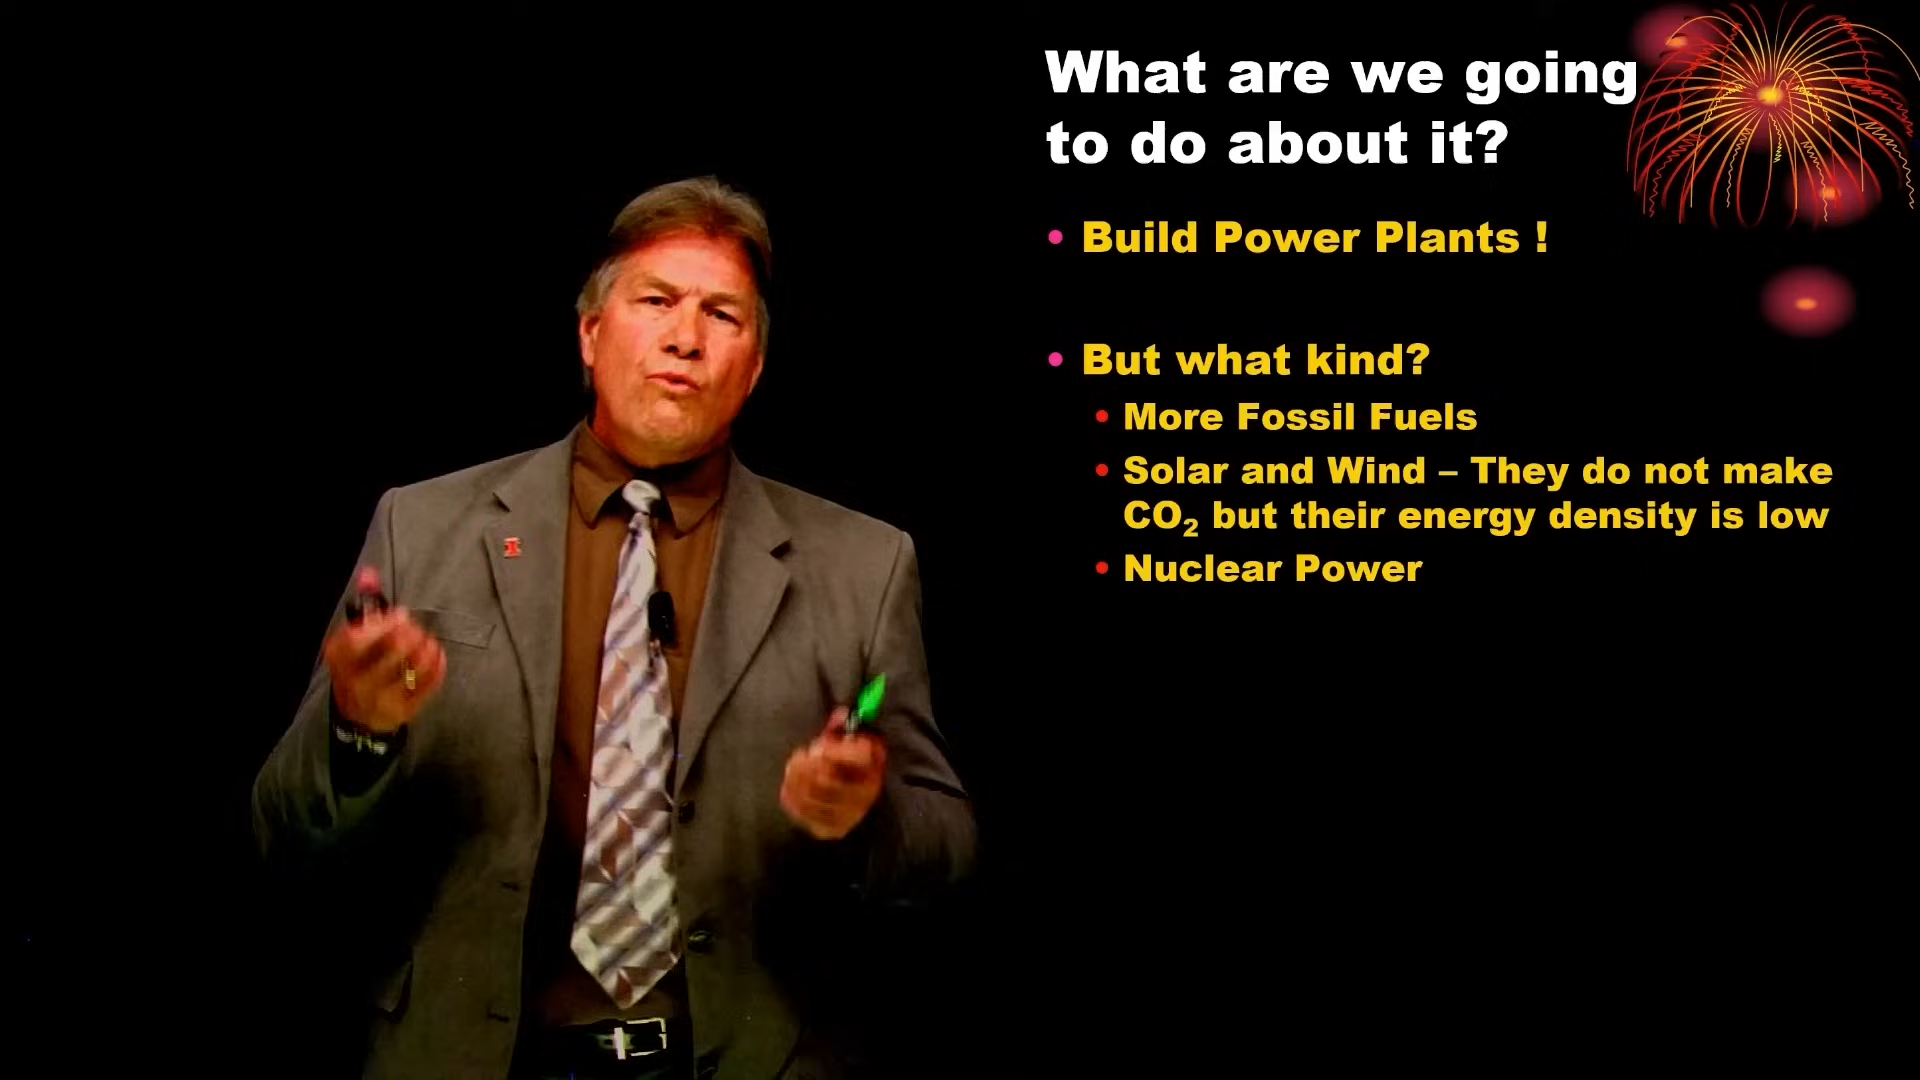 What are we going
to do about it?
• Build Power Plants !
• But what kind?
• More Fossil Fuels
• Solar and Wind – They do not make
CO₂ but their energy density is low
• Nuclear Power